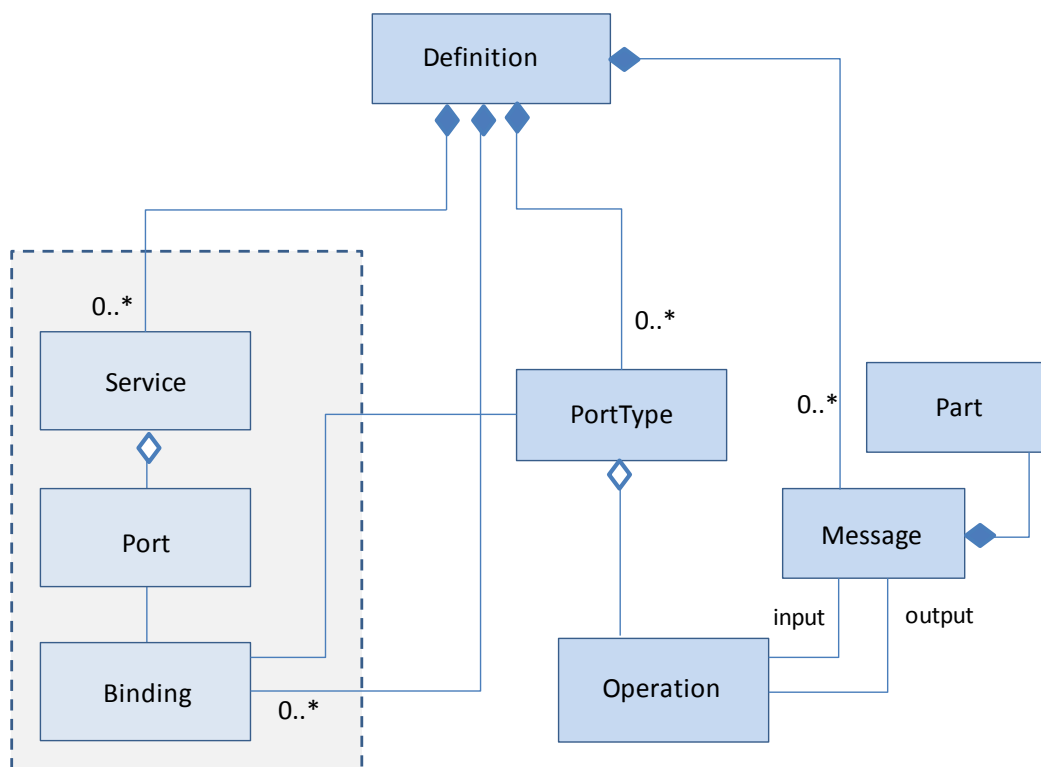 Definition
0..*
Service
0..*
PortType
0..*
Part
Port
Message
input
output
Binding
0..*
Operation